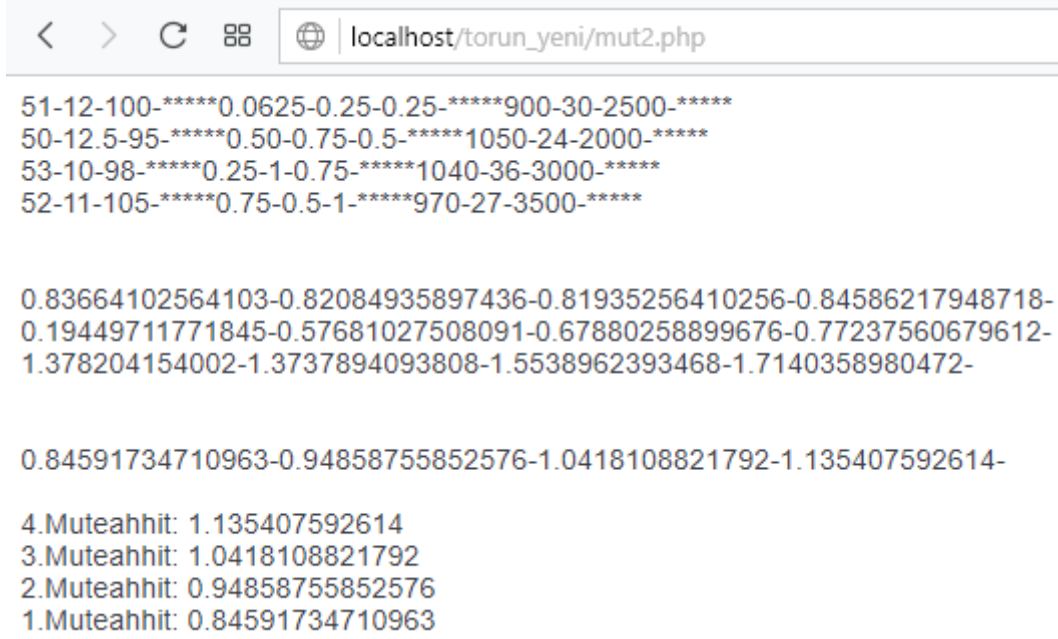 localhost/torun_yeni/mut2.php
51-12-100-*****0.0625-0.25-0.25-*****900-30-2500-*****
50-12.5-95-*****0.50-0.75-0.5-*****1050-24-2000-*****
53-10-98-*****0.25-1-0.75-*****1040-36-3000-*****
52-11-105-*****0.75-0.5-1-*****970-27-3500-*****
0.83664102564103-0.82084935897436-0.81935256410256-0.84586217948718-
0.19449711771845-0.57681027508091-0.67880258899676-0.77237560679612-
1.378204154002-1.3737894093808-1.5538962393468-1.7140358980472-
0.84591734710963-0.94858755852576-1.0418108821792-1.135407592614-
4.Muteahhit: 1.135407592614
3.Muteahhit: 1.0418108821792
2.Muteahhit: 0.94858755852576
1.Muteahhit: 0.84591734710963